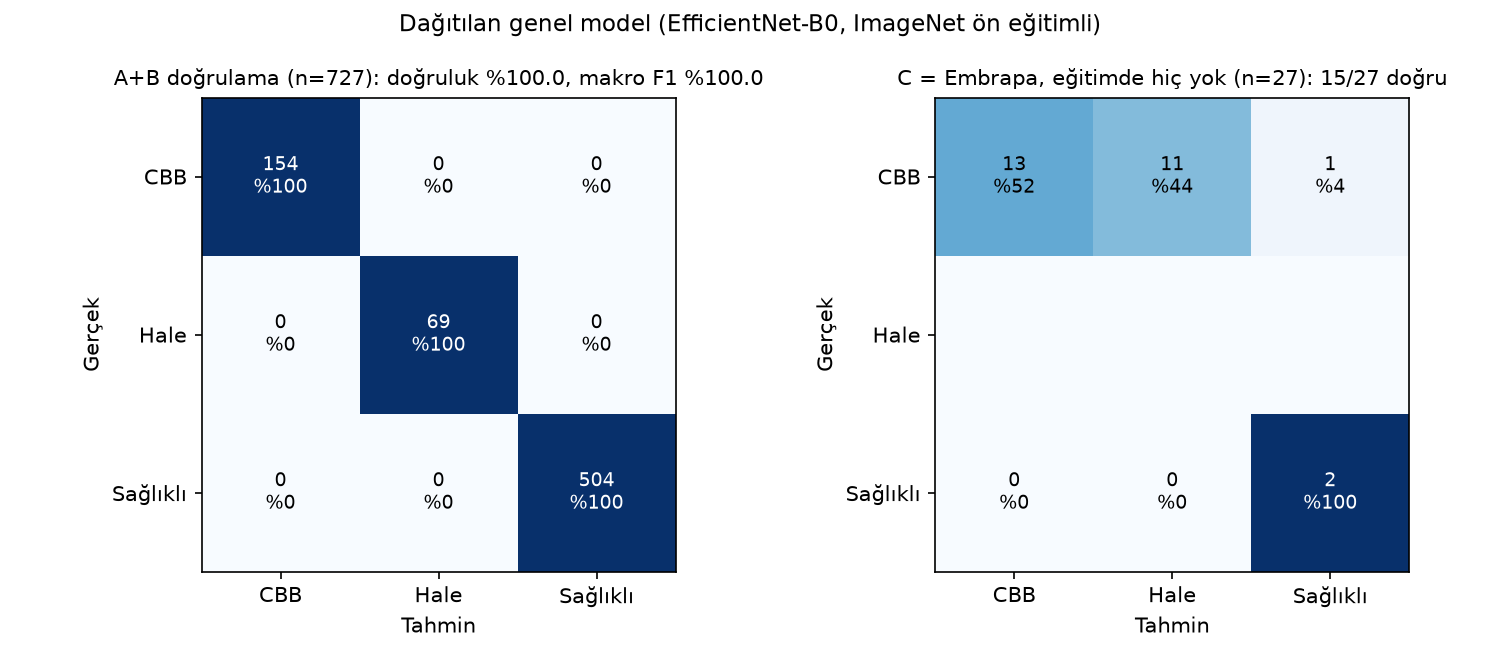 Dağıtılan genel model (EfficientNet-B0, ImageNet ön eğitimli)
A+B doğrulama (n=727): doğruluk %100.0, makro F1 %100.0
CBB
154
%100
0
%0
0
%0
Hale
0
%0
69
%100
0
%0
Sağlıklı
0
%0
0
%0
504
%100
Gerçek
CBB
Hale
Sağlıklı
Tahmin
C = Embrapa, eğitimde hiç yok (n=27): 15/27 doğru
CBB
13
%52
11
%44
1
%4
Hale
Sağlıklı
0
%0
0
%0
2
%100
Gerçek
CBB
Hale
Sağlıklı
Tahmin